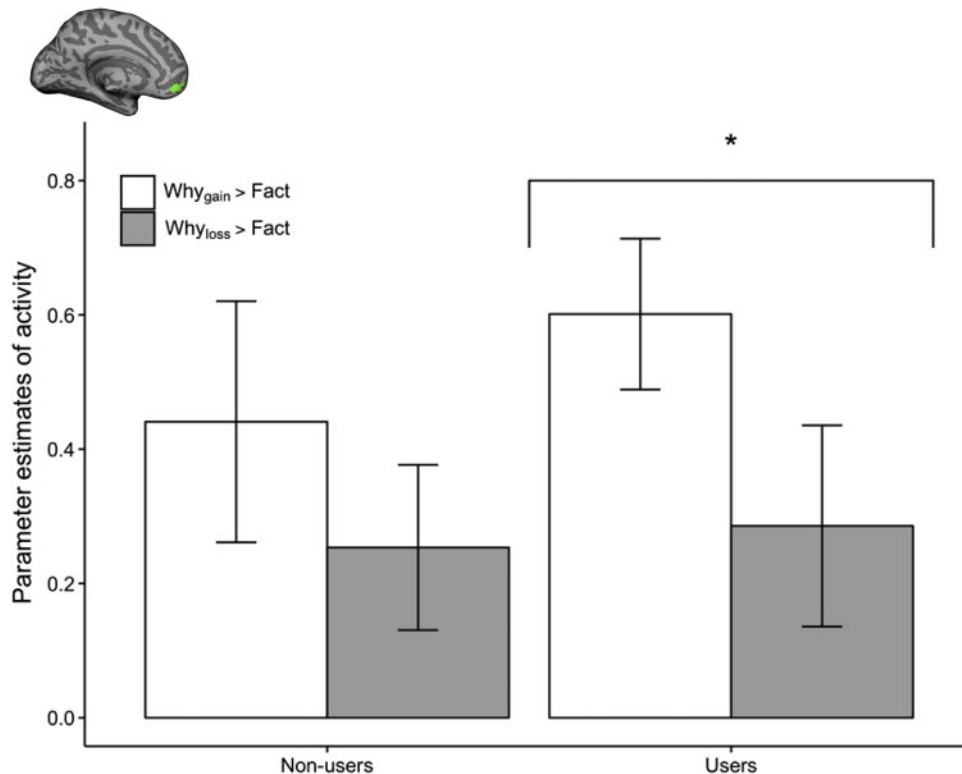 *
0.8
Why_gain > Fact
Why_loss > Fact
0.6
0.4
0.2
0.0
Parameter estimates of activity
Non-users Users